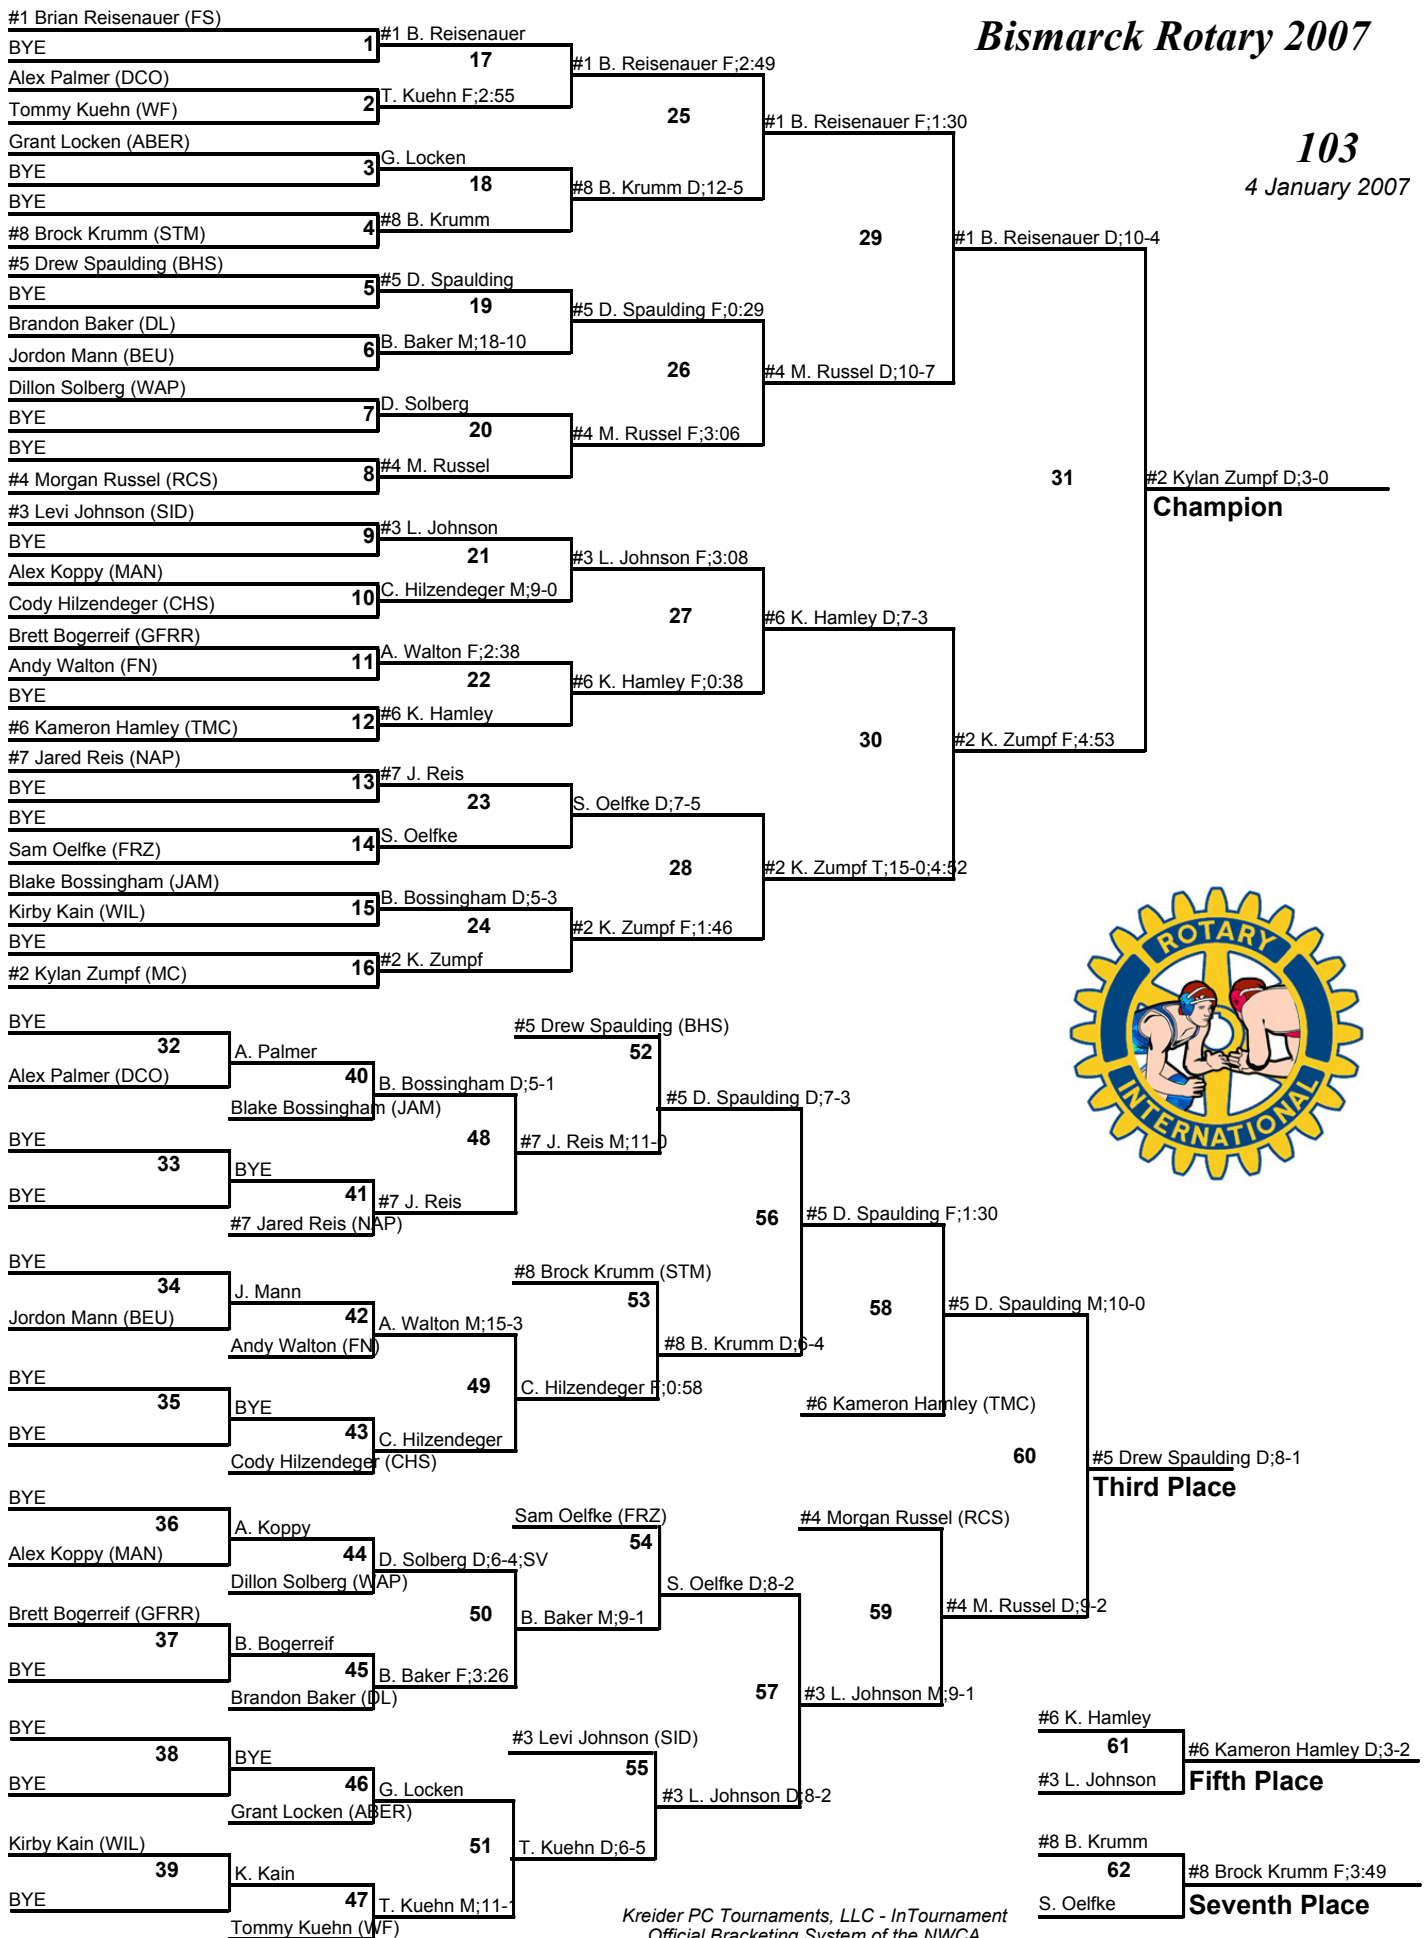 Bismarck Rotary 2007
103
4 January 2007
#1 Brian Reisenauer (FS)
BYE
1
#1 B. Reisenauer
Alex Palmer (DCO)
Tommy Kuehn (WF)
2
T. Kuehn F;2:55
17
#1 B. Reisenauer F;2:49
Grant Locken (ABER)
BYE
3
G. Locken
BYE
#8 Brock Krumm (STM)
4
#8 B. Krumm
18
#8 B. Krumm D;12-5
25
#1 B. Reisenauer F;1:30
#5 Drew Spaulding (BHS)
BYE
5
#5 D. Spaulding
Brandon Baker (DL)
Jordon Mann (BEU)
6
B. Baker M;18-10
19
#5 D. Spaulding F;0:29
Dillon Solberg (WAP)
BYE
7
D. Solberg
BYE
#4 Morgan Russel (RCS)
8
#4 M. Russel
20
#4 M. Russel F;3:06
26
#4 M. Russel D;10-7
29
#1 B. Reisenauer D;10-4
#3 Levi Johnson (SID)
BYE
9
#3 L. Johnson
Alex Koppy (MAN)
Cody Hilzendeger (CHS)
10
C. Hilzendeger M;9-0
21
#3 L. Johnson F;3:08
Brett Bogerreif (GFRR)
Andy Walton (FN)
11
A. Walton F;2:38
BYE
#6 Kameron Hamley (TMC)
12
#6 K. Hamley
22
#6 K. Hamley F;0:38
27
#6 K. Hamley D;7-3
#7 Jared Reis (NAP)
BYE
13
#7 J. Reis
BYE
Sam Oelfke (FRZ)
14
S. Oelfke
23
S. Oelfke D;7-5
Blake Bossingham (JAM)
Kirby Kain (WIL)
15
B. Bossingham D;5-3
BYE
#2 Kylan Zumpf (MC)
16
#2 K. Zumpf
24
#2 K. Zumpf F;1:46
28
#2 K. Zumpf T;15-0;4:52
30
#2 K. Zumpf F;4:53
31
#2 Kylan Zumpf D;3-0
Champion
ROTARY
INTERNATIONAL
BYE
32
Alex Palmer (DCO)
A. Palmer
40
Blake Bossingham (JAM)
B. Bossingham D;5-1
BYE
33
BYE
BYE
41
#7 Jared Reis (NAP)
#7 J. Reis
48
#7 J. Reis M;11-0
#5 Drew Spaulding (BHS)
52
#5 D. Spaulding D;7-3
BYE
34
Jordon Mann (BEU)
J. Mann
42
Andy Walton (FN)
A. Walton M;15-3
BYE
35
BYE
BYE
43
Cody Hilzendeger (CHS)
C. Hilzendeger
49
C. Hilzendeger F;0:58
#8 Brock Krumm (STM)
53
#8 B. Krumm D;6-4
56
#5 D. Spaulding F;1:30
58
#6 Kameron Hamley (TMC)
#5 D. Spaulding M;10-0
BYE
36
Alex Koppy (MAN)
A. Koppy
44
Dillon Solberg (WAP)
D. Solberg D;6-4;SV
Brett Bogerreif (GFRR)
37
BYE
B. Bogerreif
45
Brandon Baker (DL)
B. Baker F;3:26
50
B. Baker M;9-1
Sam Oelfke (FRZ)
54
S. Oelfke D;8-2
BYE
38
BYE
BYE
46
Grant Locken (ABER)
G. Locken
Kirby Kain (WIL)
39
BYE
K. Kain
47
Tommy Kuehn (WF)
T. Kuehn M;11-1
51
T. Kuehn D;6-5
#3 Levi Johnson (SID)
55
#3 L. Johnson D;8-2
57
#3 L. Johnson M;9-1
#4 Morgan Russel (RCS)
59
#4 M. Russel D;9-2
60
#5 Drew Spaulding D;8-1
Third Place
#6 K. Hamley
61
#3 L. Johnson
#6 Kameron Hamley D;3-2
Fifth Place
#8 B. Krumm
62
S. Oelfke
#8 Brock Krumm F;3:49
Seventh Place
Kreider PC Tournaments, LLC - InTournament
Official Bracketing System of the NWCA